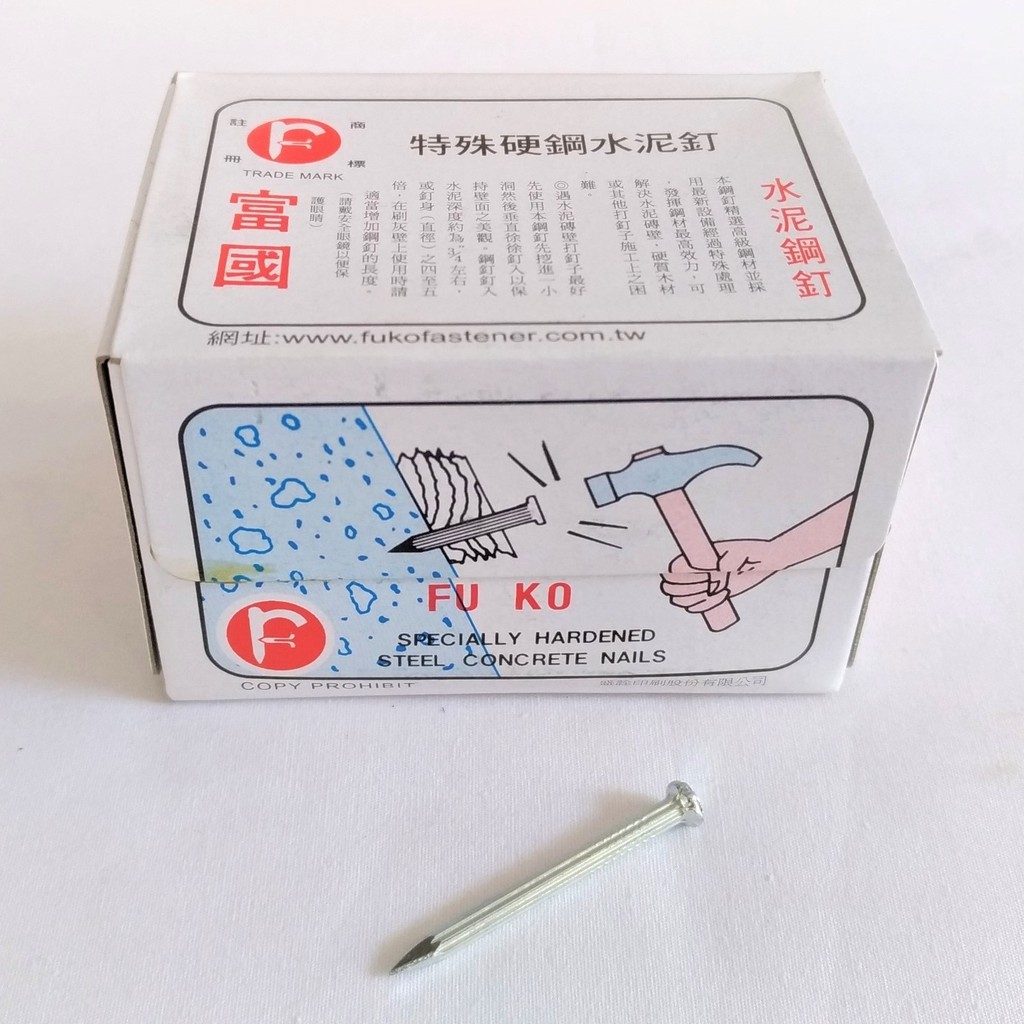 註 商
冊 標
TRADE MARK
富國
特殊硬鋼水泥釘
水泥鋼釘
本鋼釘精選高級鋼材並採
用最新設備經過特殊處理
，發揮鋼材最高效力，可
解決水泥磚壁、硬質木材
或其他打釘子施工上之困
難。
◎遇水泥磚壁打釘子最好
先使用本鋼釘先挖進一小
洞然後垂直徐徐釘入以保
持壁面之美觀。鋼釘釘入
水泥深度約為"3/4左右，
或釘身（直徑）之四至五
倍，在刷灰壁上使用時請
適當增加鋼釘的長度。
（請戴安全眼鏡以便保
護眼睛）
網址:www.fukofastener.com.tw
FU KO
SPECIALLY HARDENED
STEEL CONCRETE NAILS
COPY PROHIBIT
印刷股份有限公司